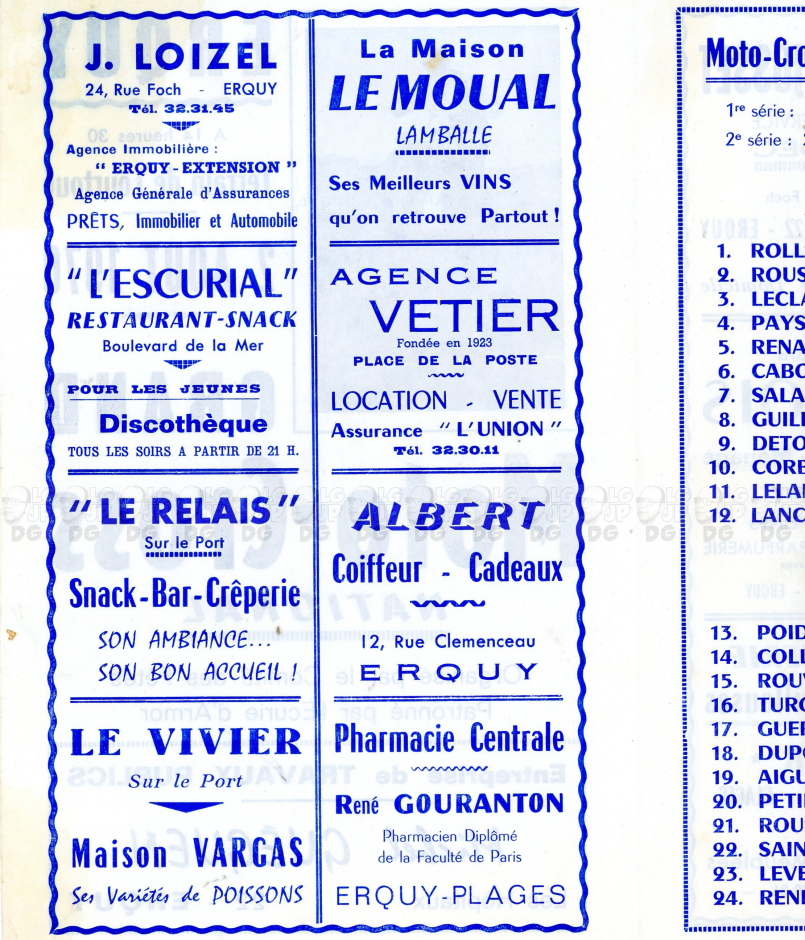 J. LOIZEL
24, Rue Foch - ERQUY
Tél. 32.31.45
Agence Immobilière :
“ ERQUY - EXTENSION ”
Agence Générale d'Assurances
PRÊTS, Immobilier et Automobile
“L'ESCURIAL”
RESTAURANT-SNACK
Boulevard de la Mer
POUR LES JEUNES
Discothèque
TOUS LES SOIRS A PARTIR DE 21 H.
“LE RELAIS”
Sur le Port
Snack-Bar-Crêperie
SON AMBIANCE...
SON BON ACCUEIL !
LE VIVIER
Sur le Port
Maison VARGAS
Ses Variétés de POISSONS
La Maison
LE MOUAL
LAMBALLE
Ses Meilleurs VINS
qu'on retrouve Partout !
AGENCE
VETIER
Fondée en 1923
PLACE DE LA POSTE
LOCATION - VENTE
Assurance “ L'UNION ”
Tél. 32.30.11
ALBERT
Coiffeur - Cadeaux
12, Rue Clemenceau
ERQUY
Pharmacie Centrale
René GOURANTON
Pharmacien Diplômé
de la Faculté de Paris
ERQUY-PLAGES
Moto-Cro
1re série :
2e série :
1. ROLL
2. ROUS
3. LECLA
4. PAYS
5. RENA
6. CABO
7. SALA
8. GUILL
9. DETO
10. CORB
11. LELAN
12. LANC
13. POID
14. COLL
15. ROUY
16. TURG
17. GUER
18. DUPO
19. AIGU
20. PETI
21. ROU
22. SAIN
23. LEVE
24. REN